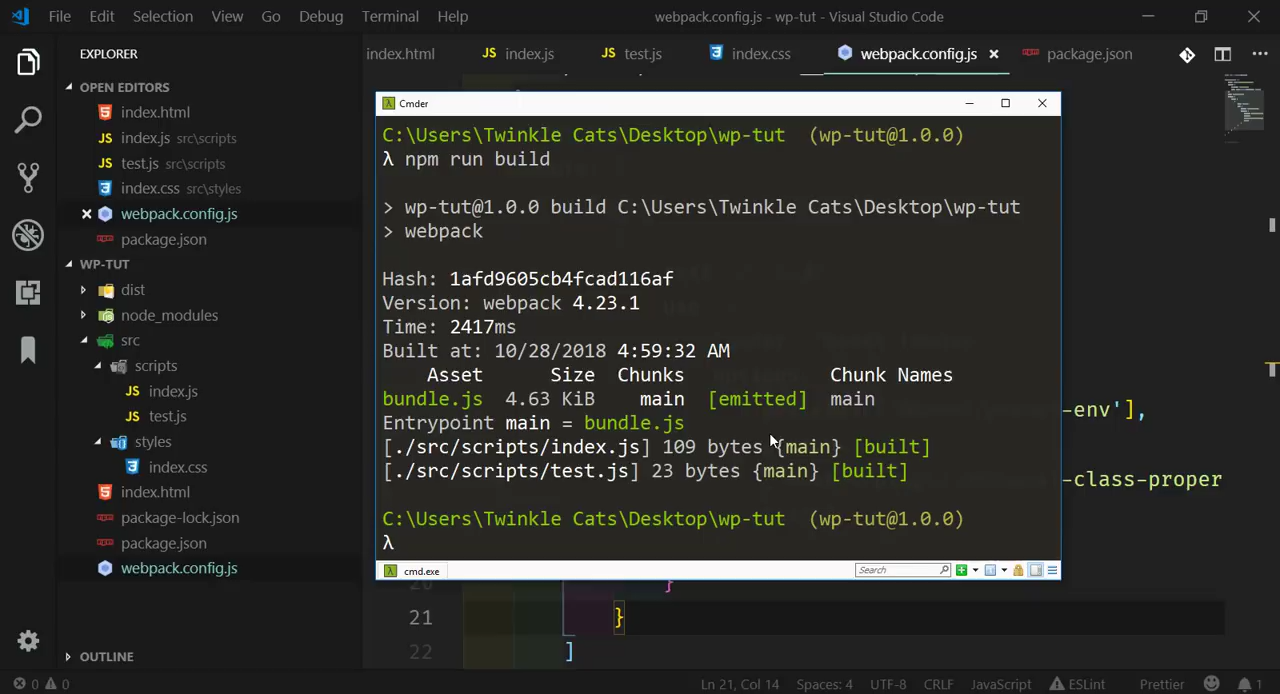 File Edit Selection View Go Debug Terminal Help webpack.config.js - wp-tut - Visual Studio Code
EXPLORER
index.html JS index.js JS test.js index.css webpack.config.js package.json
OPEN EDITORS
index.html
JS index.js src\scripts
JS test.js src\scripts
index.css src\styles
webpack.config.js
package.json
WP-TUT
dist
node_modules
src
scripts
JS index.js
JS test.js
styles
index.css
index.html
package-lock.json
package.json
webpack.config.js
OUTLINE
Cmder
C:\Users\Twinkle Cats\Desktop\wp-tut (wp-tut@1.0.0)
λ npm run build
> wp-tut@1.0.0 build C:\Users\Twinkle Cats\Desktop\wp-tut
> webpack
Hash: 1afd9605cb4fcad116af
Version: webpack 4.23.1
Time: 2417ms
Built at: 10/28/2018 4:59:32 AM
Asset Size Chunks Chunk Names
bundle.js 4.63 KiB main [emitted] main
Entrypoint main = bundle.js
[./src/scripts/index.js] 109 bytes {main} [built]
[./src/scripts/test.js] 23 bytes {main} [built]
C:\Users\Twinkle Cats\Desktop\wp-tut (wp-tut@1.0.0)
λ
cmd.exe Search
-env'],
-class-proper
}
21 }
22 ]
0 0 Ln 21, Col 14 Spaces: 4 UTF-8 CRLF JavaScript ESLint Prettier 1